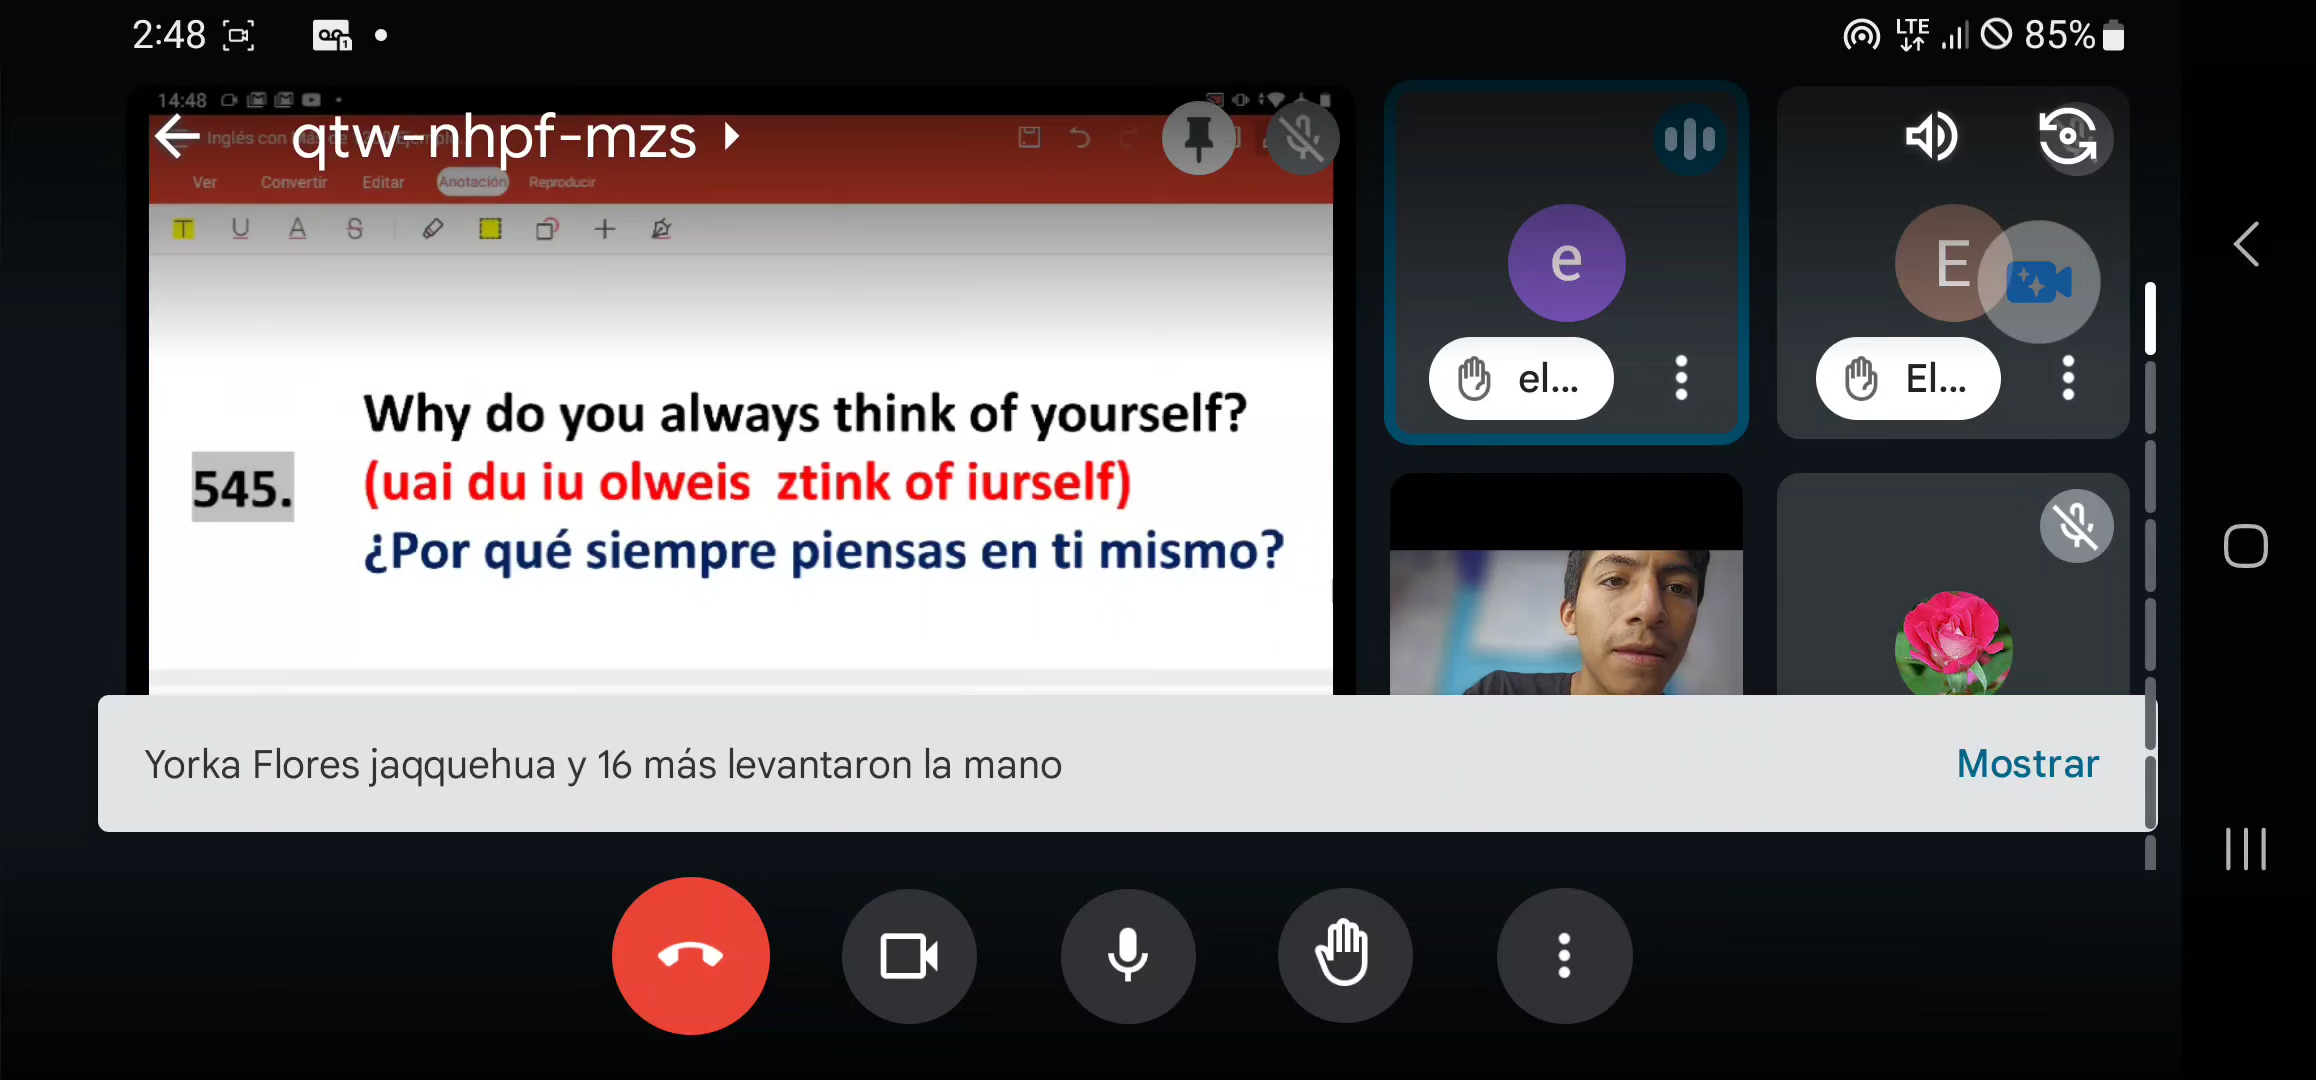 2:48
LTE
85%
14:48
Inglés con
qtw-nhpf-mzs
Ver Convertir Editar Anotación Reproducir
T U A S
e
E
el...
El...
Why do you always think of yourself?
545.
(uai du iu olweis ztink of iurself)
¿Por qué siempre piensas en ti mismo?
Yorka Flores jaqquehua y 16 más levantaron la mano
Mostrar